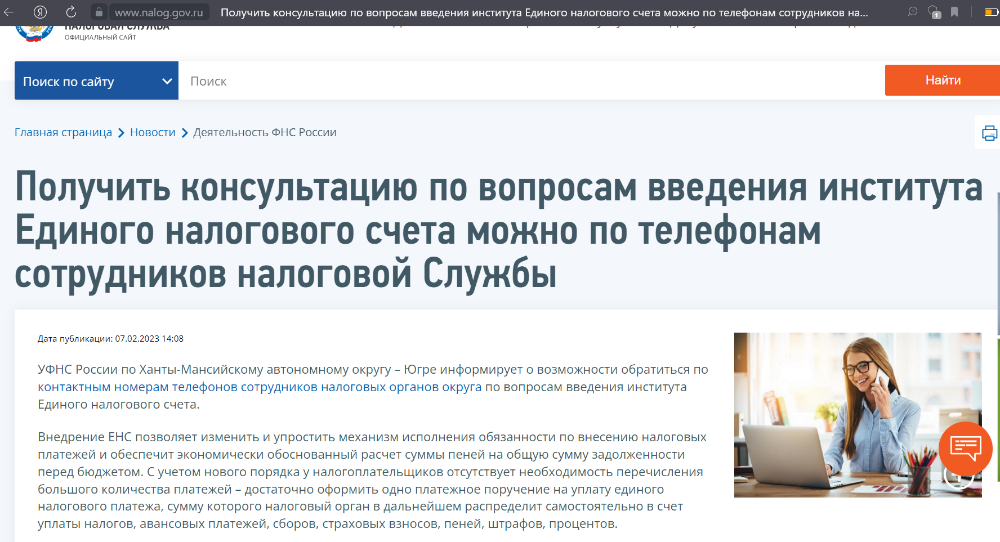 www.nalog.gov.ru Получить консультацию по вопросам введения института Единого налогового счета можно по телефонам сотрудников на...
1
НАЛОГОВАЯ СЛУЖБА
ОФИЦИАЛЬНЫЙ САЙТ
Поиск по сайту
Поиск
Найти
Главная страница
Новости
Деятельность ФНС России
Получить консультацию по вопросам введения института
Единого налогового счета можно по телефонам
сотрудников налоговой Службы
Дата публикации: 07.02.2023 14:08
УФНС России по Ханты-Мансийскому автономному округу – Югре информирует о возможности обратиться по
контактным номерам телефонов сотрудников налоговых органов округа по вопросам введения института
Единого налогового счета.
Внедрение ЕНС позволяет изменить и упростить механизм исполнения обязанности по внесению налоговых
платежей и обеспечит экономически обоснованный расчет суммы пеней на общую сумму задолженности
перед бюджетом. С учетом нового порядка у налогоплательщиков отсутствует необходимость перечисления
большого количества платежей – достаточно оформить одно платежное поручение на уплату единого
налогового платежа, сумму которого налоговый орган в дальнейшем распределит самостоятельно в счет
уплаты налогов, авансовых платежей, сборов, страховых взносов, пеней, штрафов, процентов.